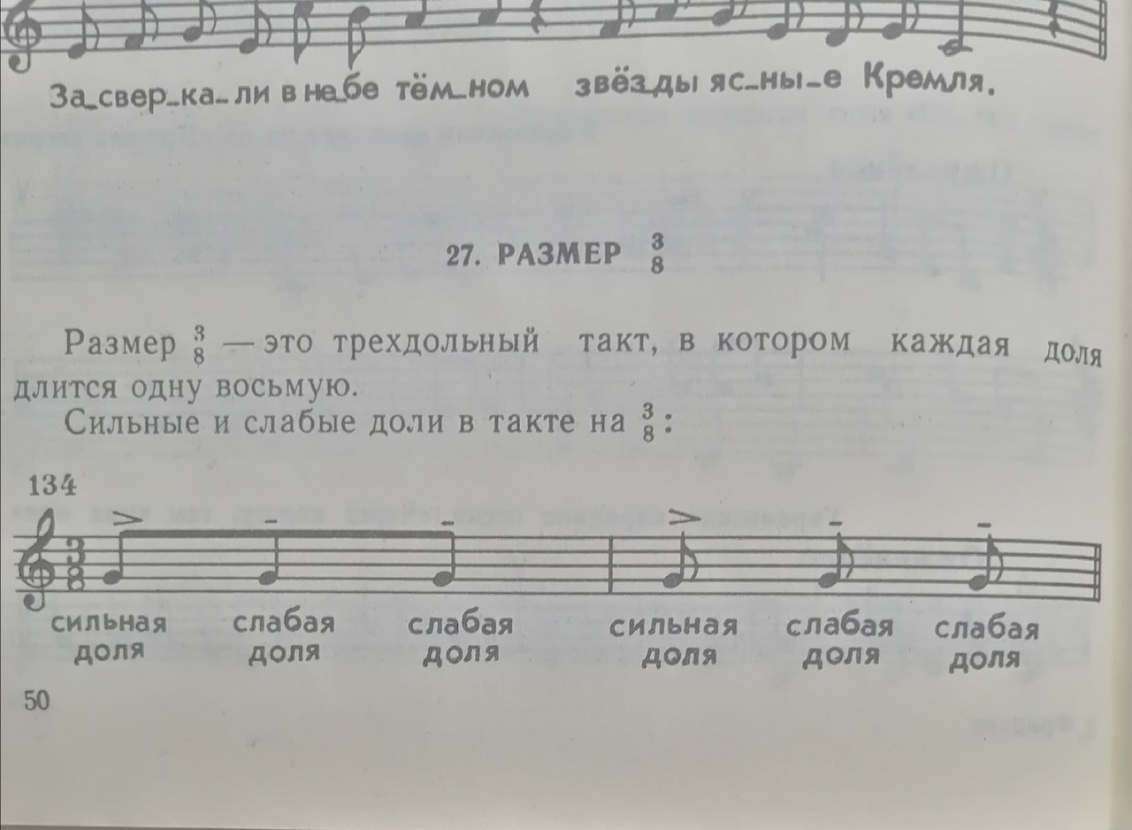 За_свер_ка_ли в не_бе тём_ном звёз_ды яс_ны_е Кремля.
27. РАЗМЕР 3/8
Размер 3/8 — это трехдольный такт, в котором каждая доля
длится одну восьмую.
Сильные и слабые доли в такте на 3/8:
134
3
8
сильная слабая слабая сильная слабая слабая
доля доля доля доля доля доля
50